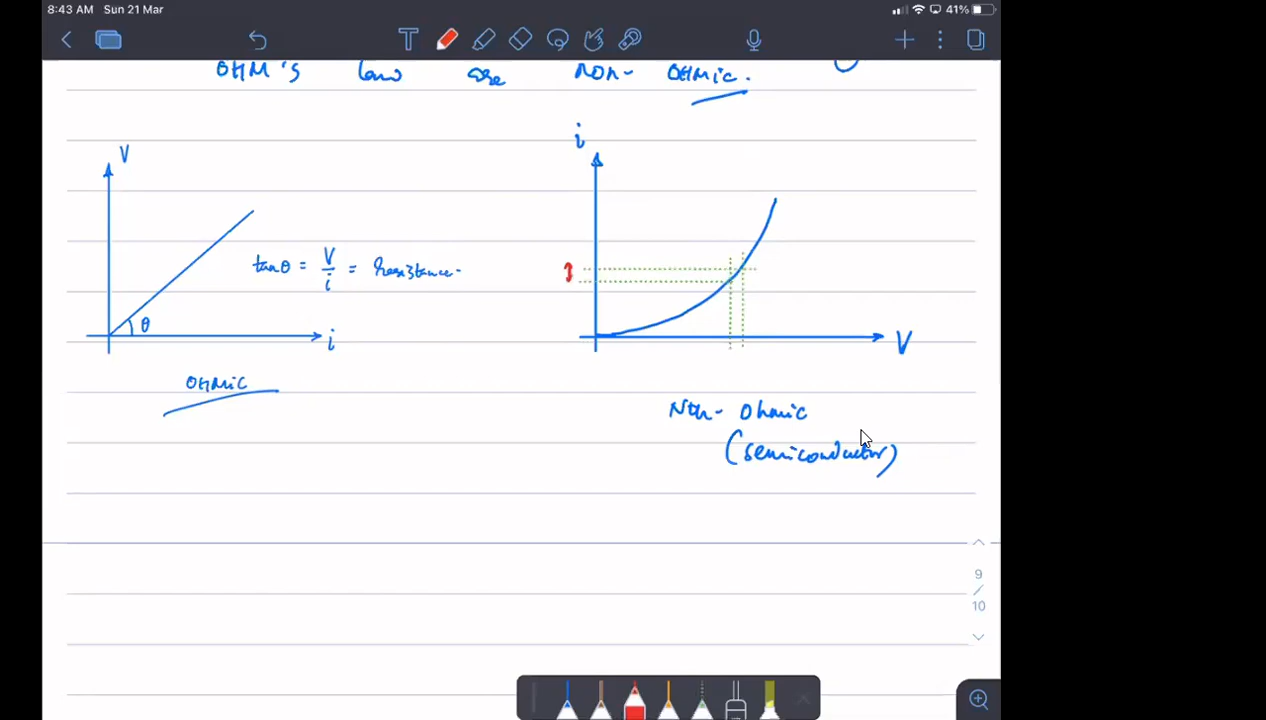 8:43 AM Sun 21 Mar
41%
OHM's law are NON- OHMIC.
V
i
tanθ = V/i = Resistance-
θ
i
V
OHMIC
Non- Ohmic
(semiconductor)
9
/
10